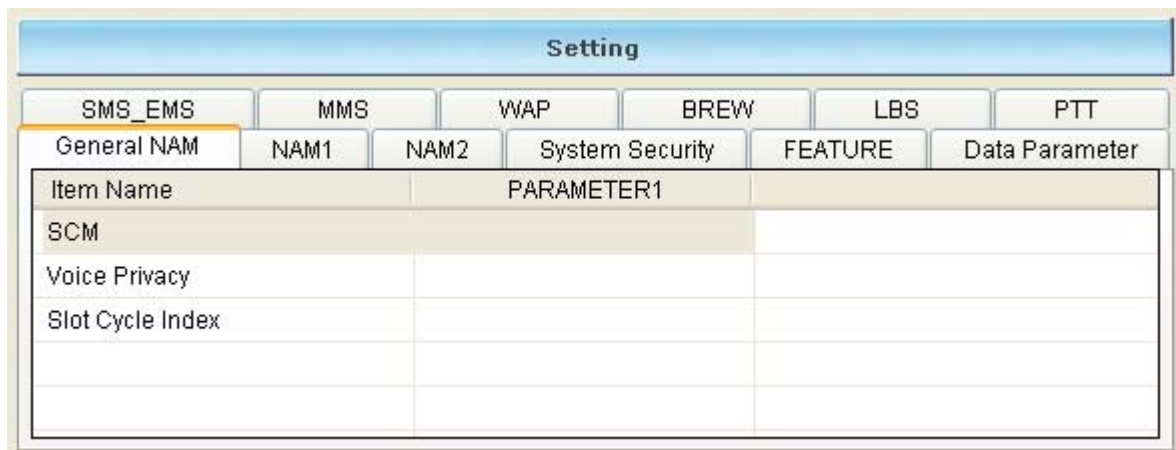 Setting
SMS_EMS MMS WAP BREW LBS PTT
General NAM NAM1 NAM2 System Security FEATURE Data Parameter
Item Name PARAMETER1
SCM
Voice Privacy
Slot Cycle Index